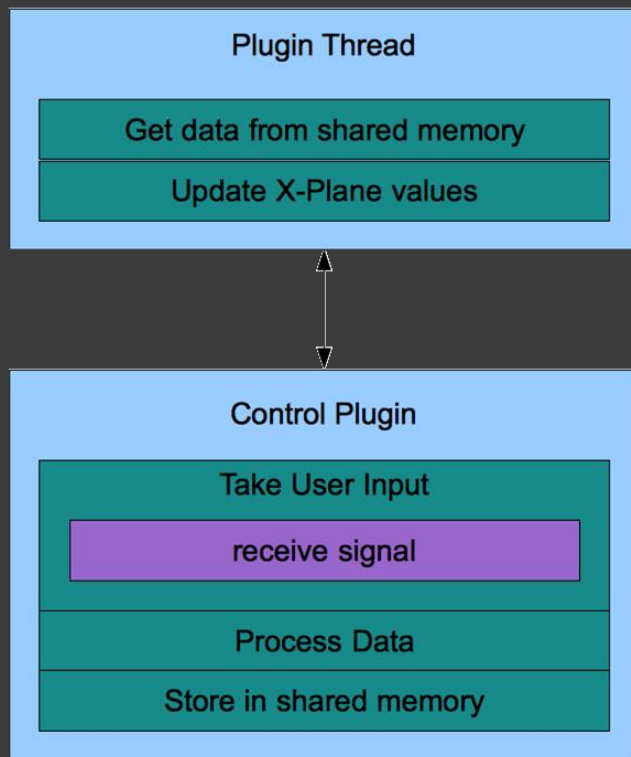 Plugin Thread
Get data from shared memory
Update X-Plane values
Control Plugin
Take User Input
receive signal
Process Data
Store in shared memory